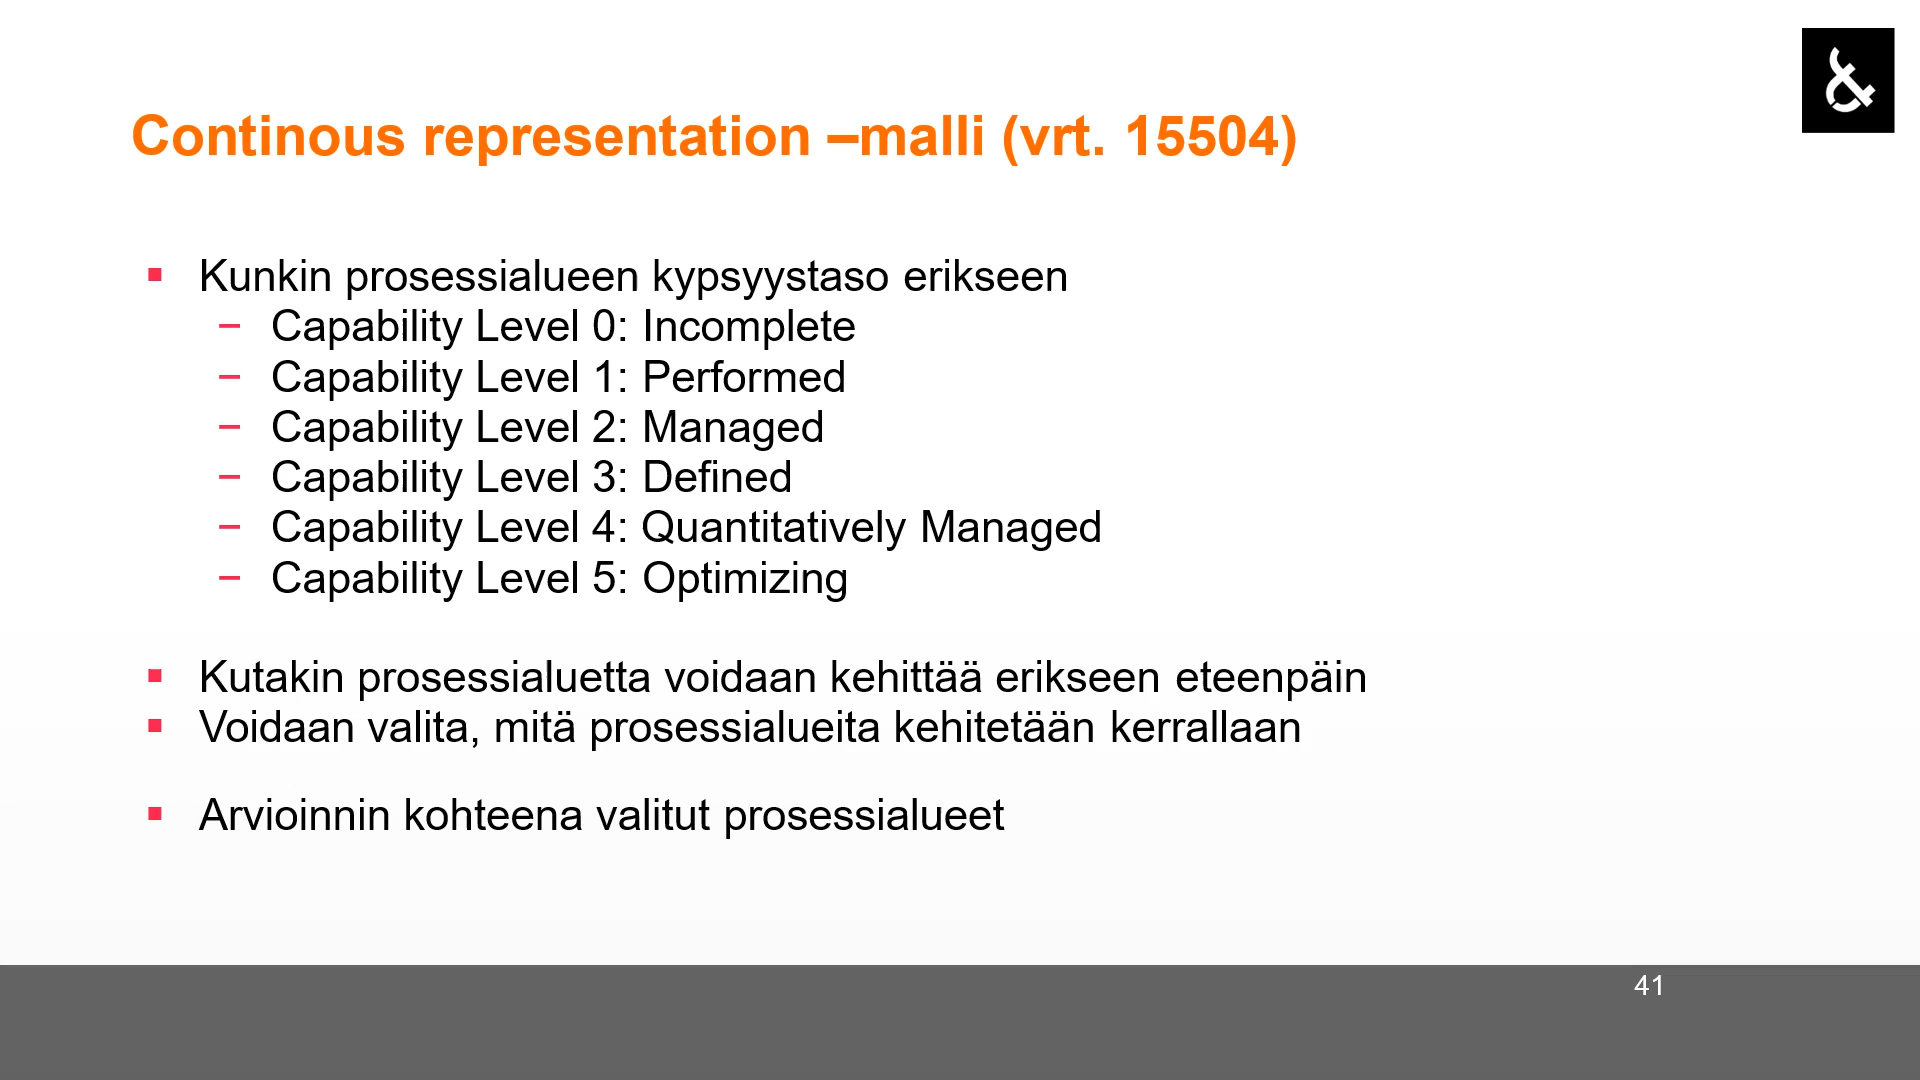 &
Continous representation –malli (vrt. 15504)
▪ Kunkin prosessialueen kypsyystaso erikseen
− Capability Level 0: Incomplete
− Capability Level 1: Performed
− Capability Level 2: Managed
− Capability Level 3: Defined
− Capability Level 4: Quantitatively Managed
− Capability Level 5: Optimizing
▪ Kutakin prosessialuetta voidaan kehittää erikseen eteenpäin
▪ Voidaan valita, mitä prosessialueita kehitetään kerrallaan
▪ Arvioinnin kohteena valitut prosessialueet
41